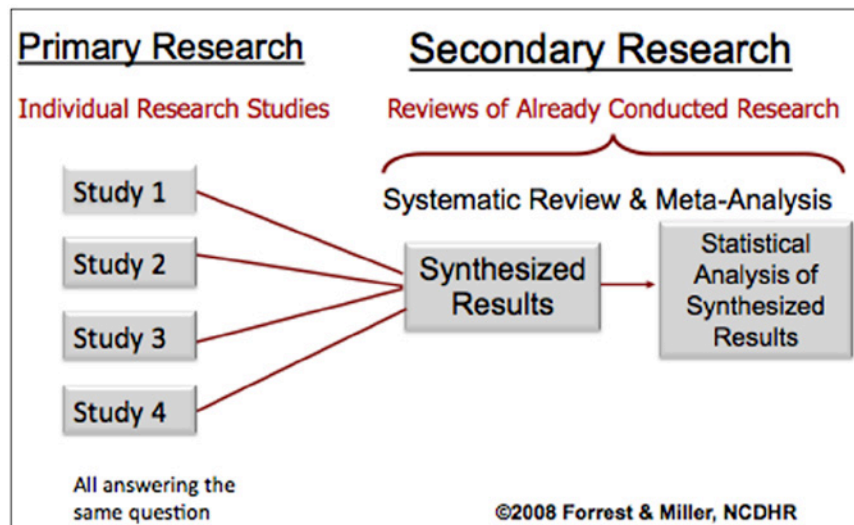 Primary Research
Secondary Research
Individual Research Studies
Reviews of Already Conducted Research
Systematic Review & Meta-Analysis
Study 1
Study 2
Study 3
Study 4
Synthesized
Results
Statistical
Analysis of
Synthesized
Results
All answering the
same question
©2008 Forrest & Miller, NCDHR